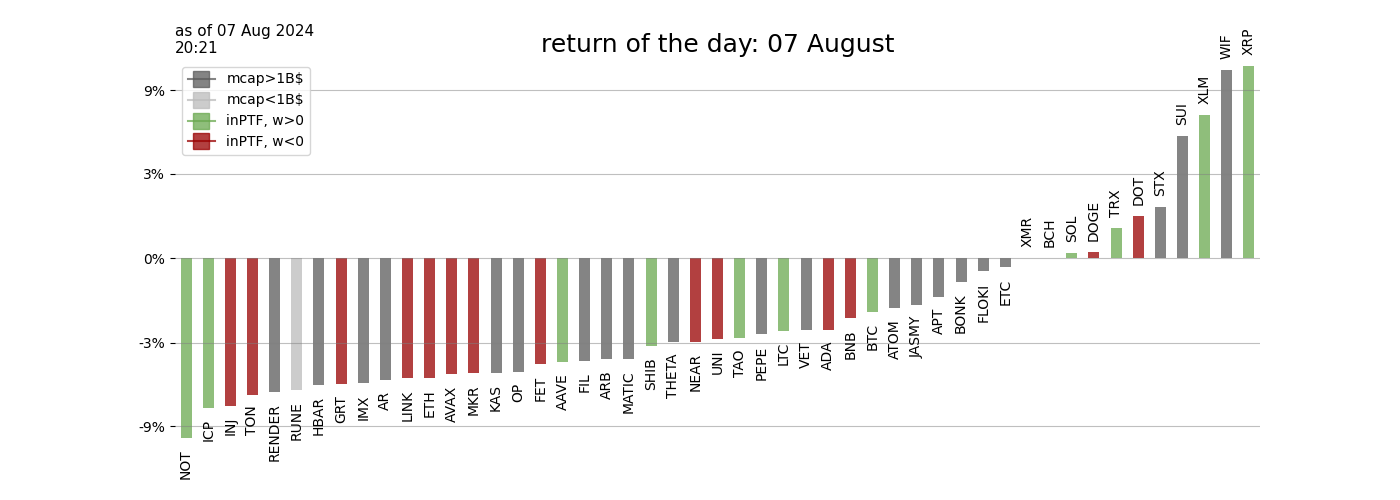 as of 07 Aug 2024
20:21
return of the day: 07 August
mcap>1B$
mcap<1B$
inPTF, w>0
inPTF, w<0
9%
3%
0%
-3%
-9%
NOT
ICP
INJ
TON
RENDER
RUNE
HBAR
GRT
IMX
AR
LINK
ETH
AVAX
MKR
KAS
OP
FET
AAVE
FIL
ARB
MATIC
SHIB
THETA
NEAR
UNI
TAO
PEPE
LTC
VET
ADA
BNB
BTC
ATOM
JASMY
APT
BONK
FLOKI
ETC
XMR
BCH
SOL
DOGE
TRX
DOT
STX
SUI
XLM
WIF
XRP